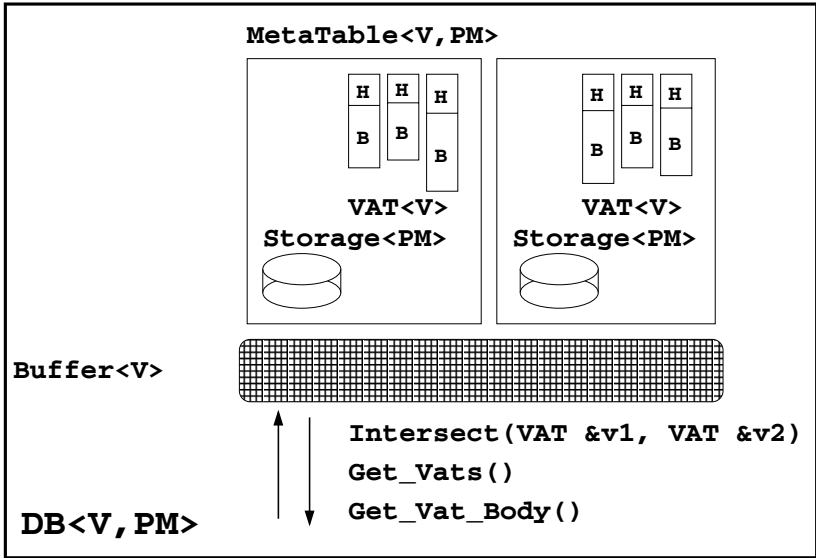 MetaTable<V,PM>
H H H
B B B
VAT<V>
Storage<PM>
H H H
B B B
VAT<V>
Storage<PM>
Buffer<V>
Intersect(VAT &v1, VAT &v2)
Get_Vats()
Get_Vat_Body()
DB<V,PM>